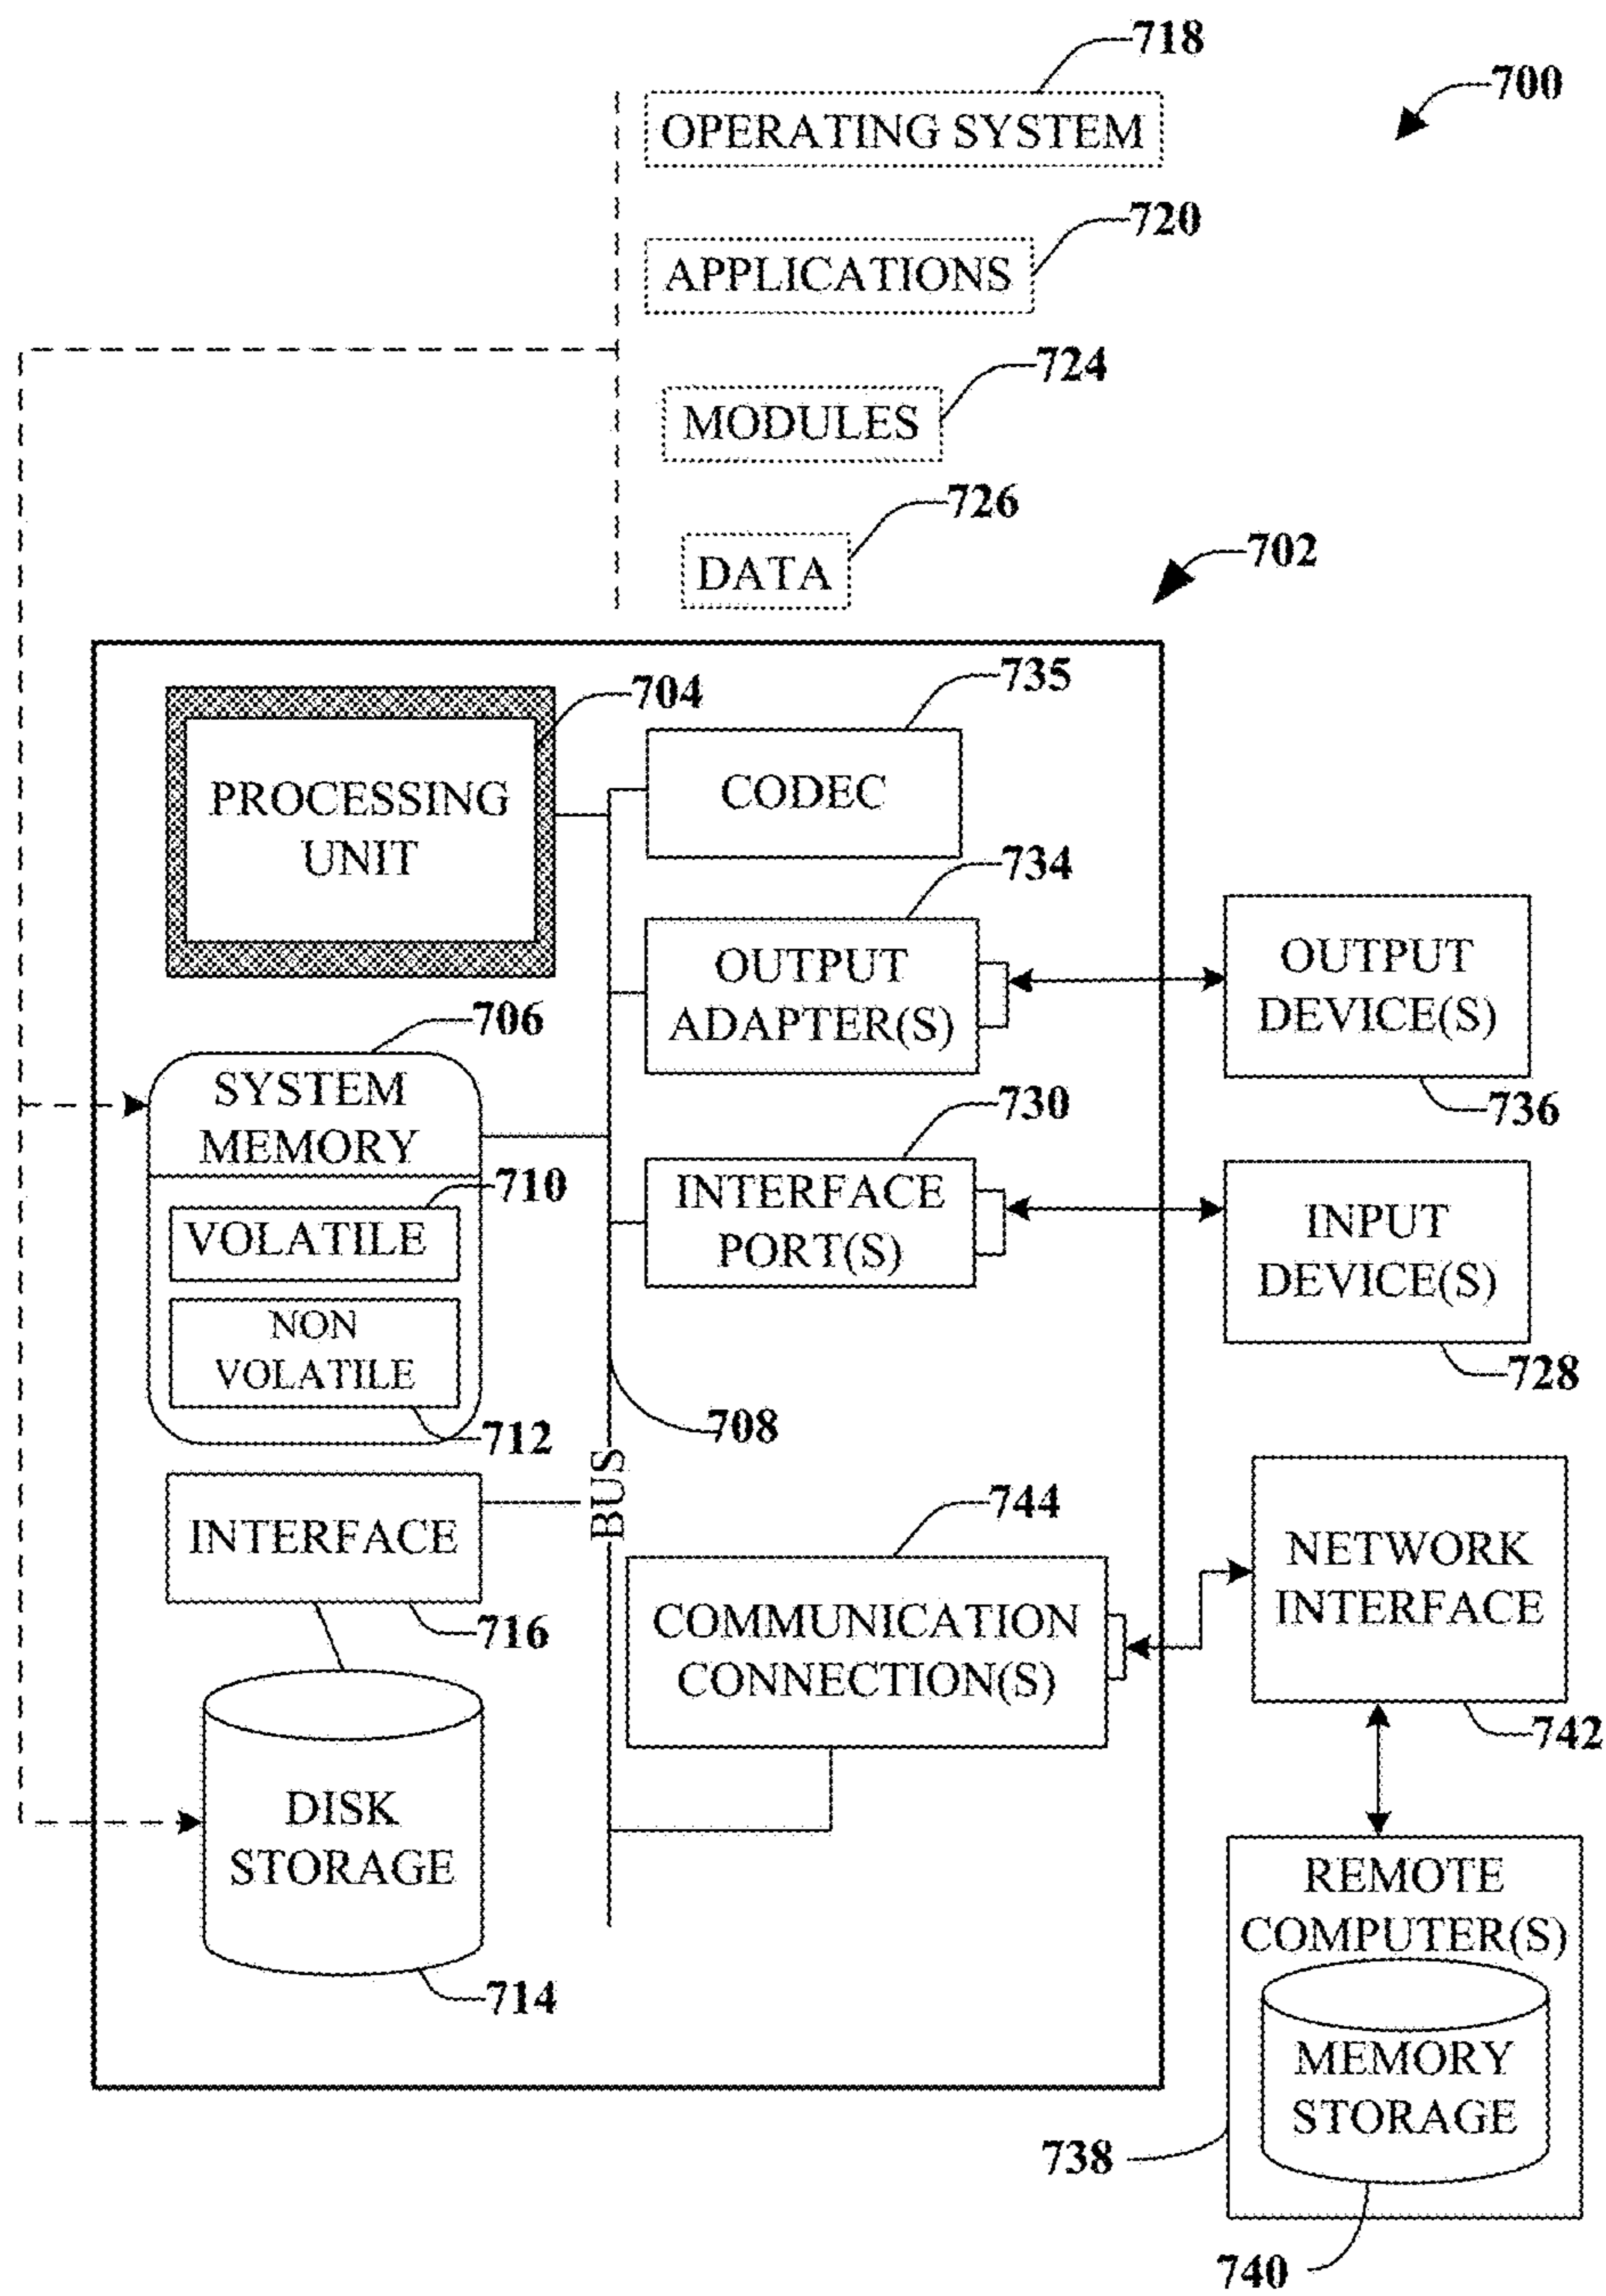 718
700
OPERATING SYSTEM
720
APPLICATIONS
724
MODULES
726
DATA
702
704
735
PROCESSING
UNIT
CODEC
734
OUTPUT
ADAPTER(S)
OUTPUT
DEVICE(S)
736
706
SYSTEM
MEMORY
730
710
INTERFACE
PORT(S)
VOLATILE
INPUT
DEVICE(S)
728
NON
VOLATILE
712
708
BUS
744
INTERFACE
716
COMMUNICATION
CONNECTION(S)
NETWORK
INTERFACE
742
DISK
STORAGE
714
REMOTE
COMPUTER(S)
MEMORY
STORAGE
738
740